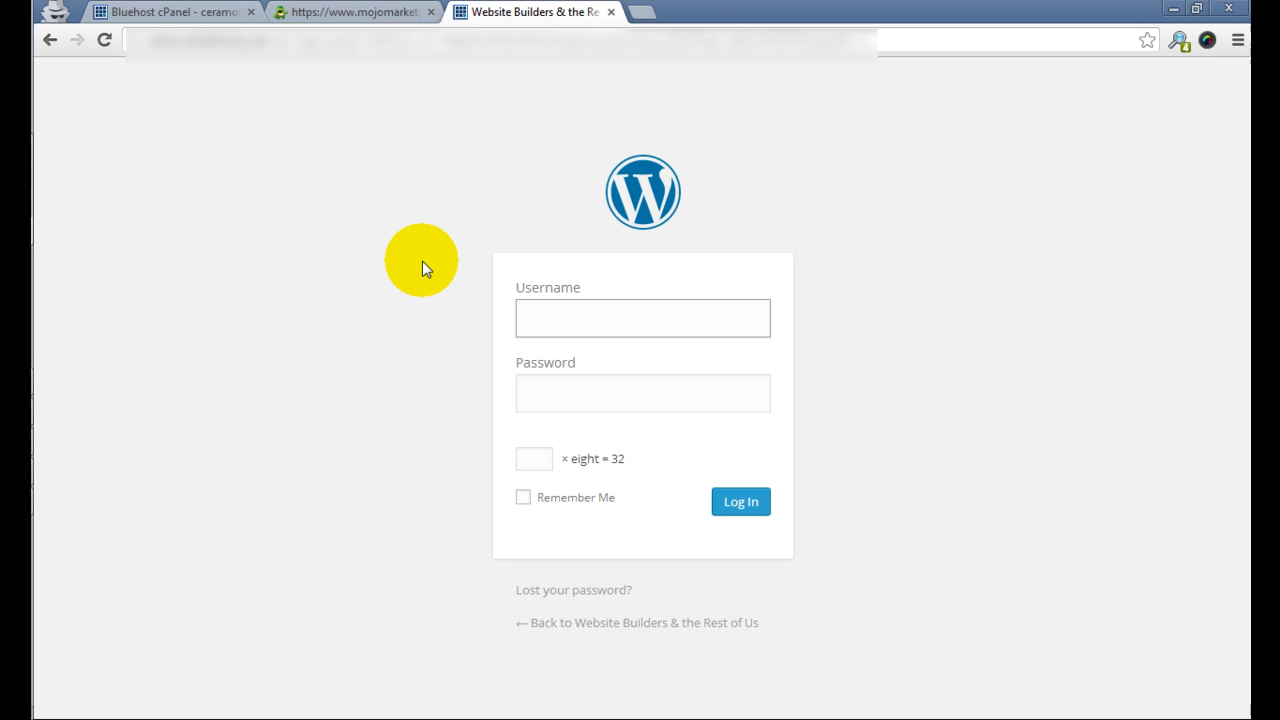 Bluehost cPanel - ceramo
https://www.mojomarket
Website Builders & the Re
4
W
Username
Password
× eight = 32
Remember Me
Log In
Lost your password?
← Back to Website Builders & the Rest of Us